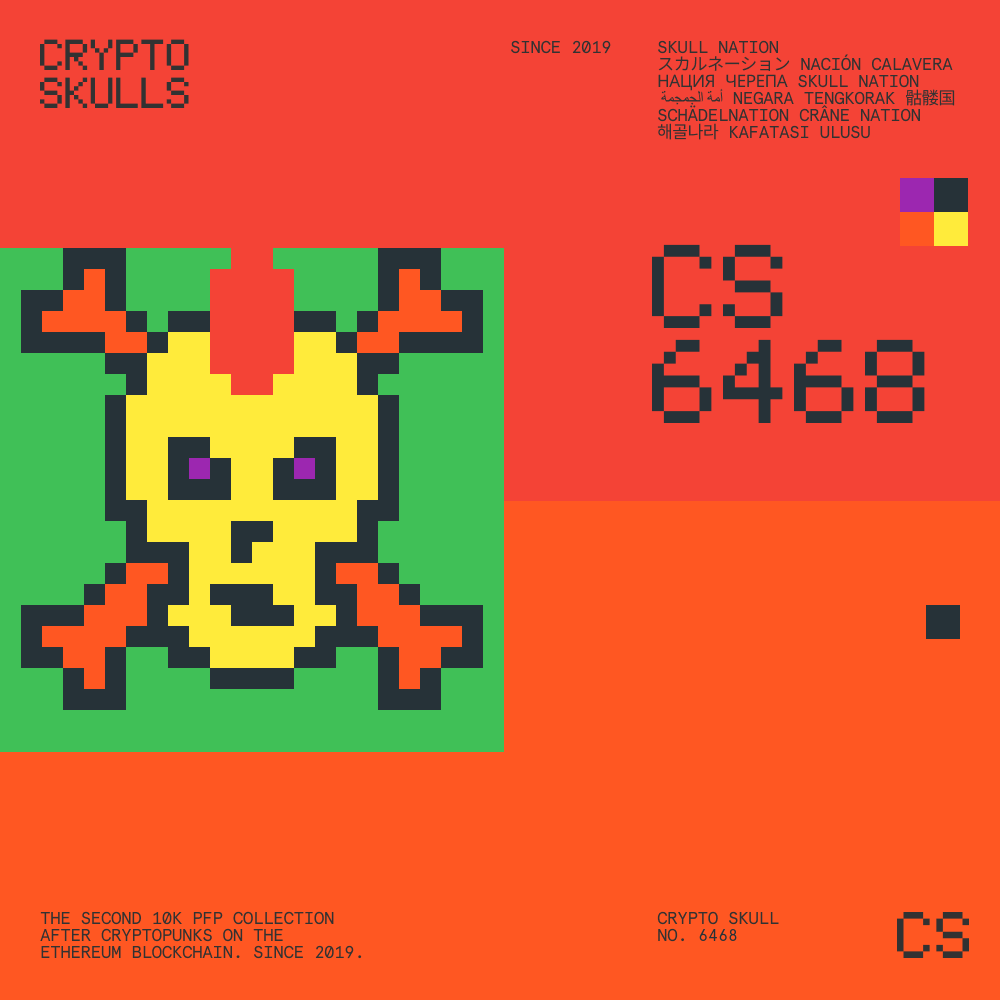 CRYPTO
SKULLS
SINCE 2019
SKULL NATION
スカルネーション NACIÓN CALAVERA
НАЦИЯ ЧЕРЕПА SKULL NATION
أمة الجمجمة NEGARA TENGKORAK 骷髅国
SCHÄDELNATION CRÂNE NATION
해골나라 KAFATASI ULUSU
CS
6468
THE SECOND 10K PFP COLLECTION
AFTER CRYPTOPUNKS ON THE
ETHEREUM BLOCKCHAIN. SINCE 2019.
CRYPTO SKULL
NO. 6468
CS